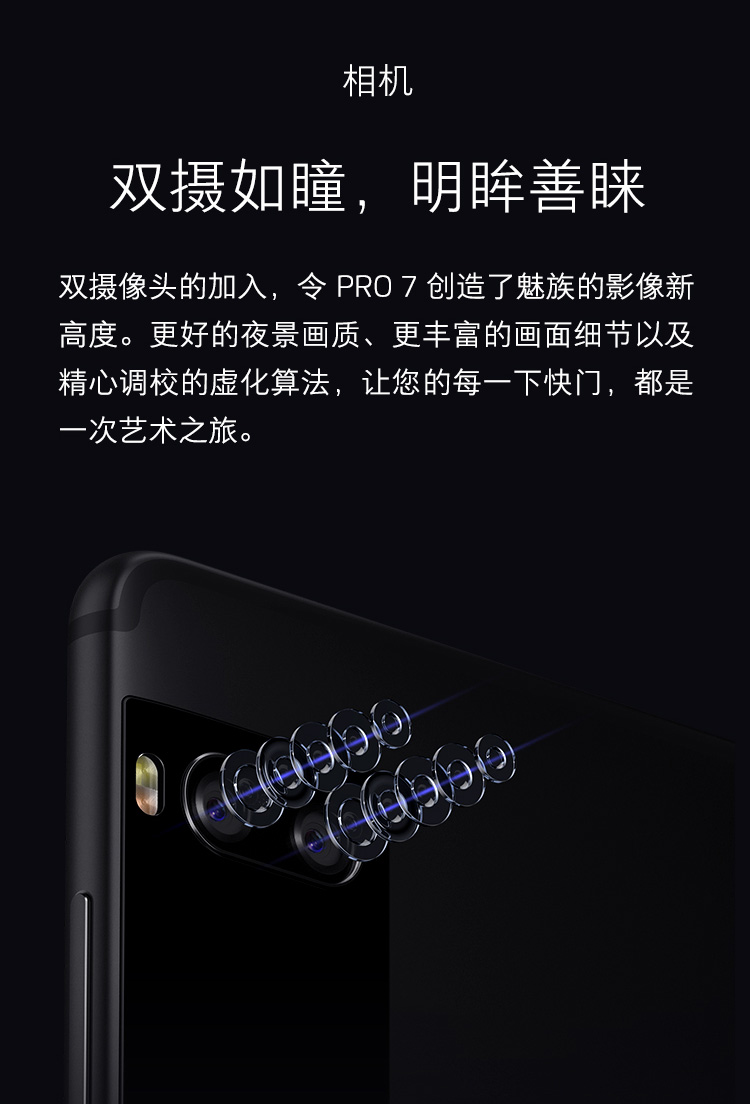 相机
双摄如瞳，明眸善睐
双摄像头的加入，令 PRO 7 创造了魅族的影像新
高度。更好的夜景画质、更丰富的画面细节以及
精心调校的虚化算法，让您的每一下快门，都是
一次艺术之旅。